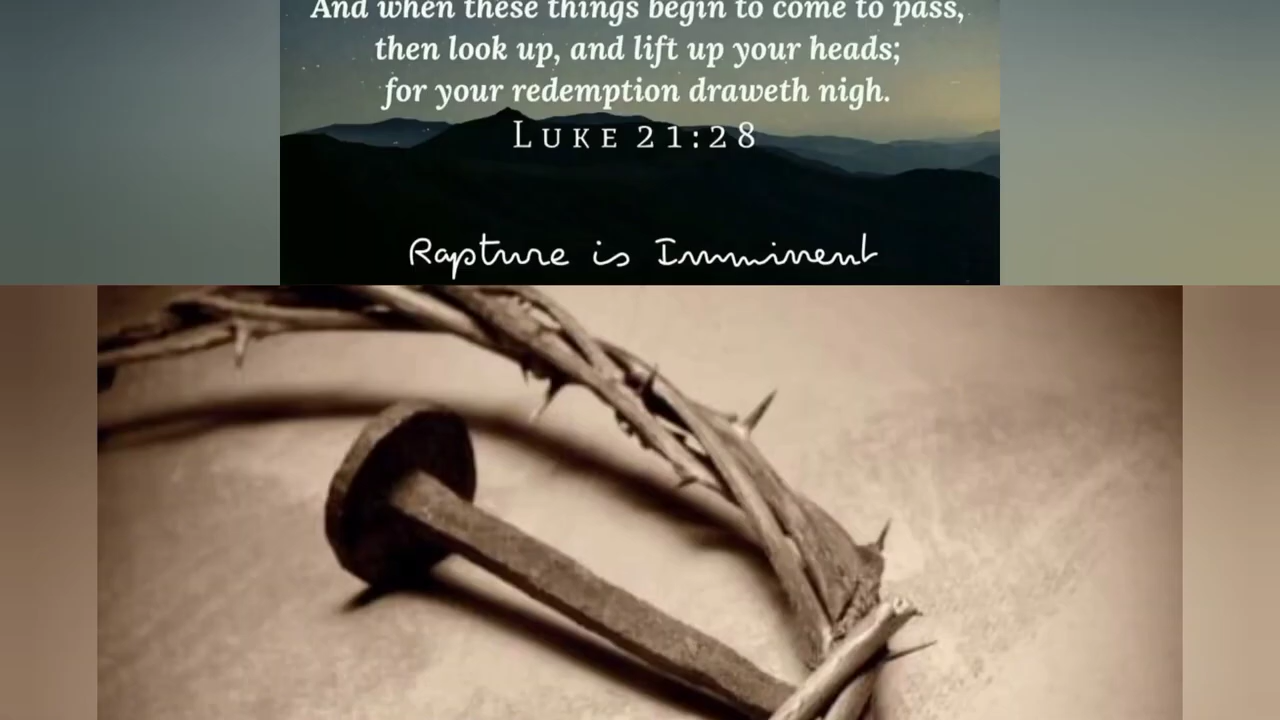 And when these things begin to come to pass,
then look up, and lift up your heads;
for your redemption draweth nigh.
LUKE 21:28
Rapture is Imminent